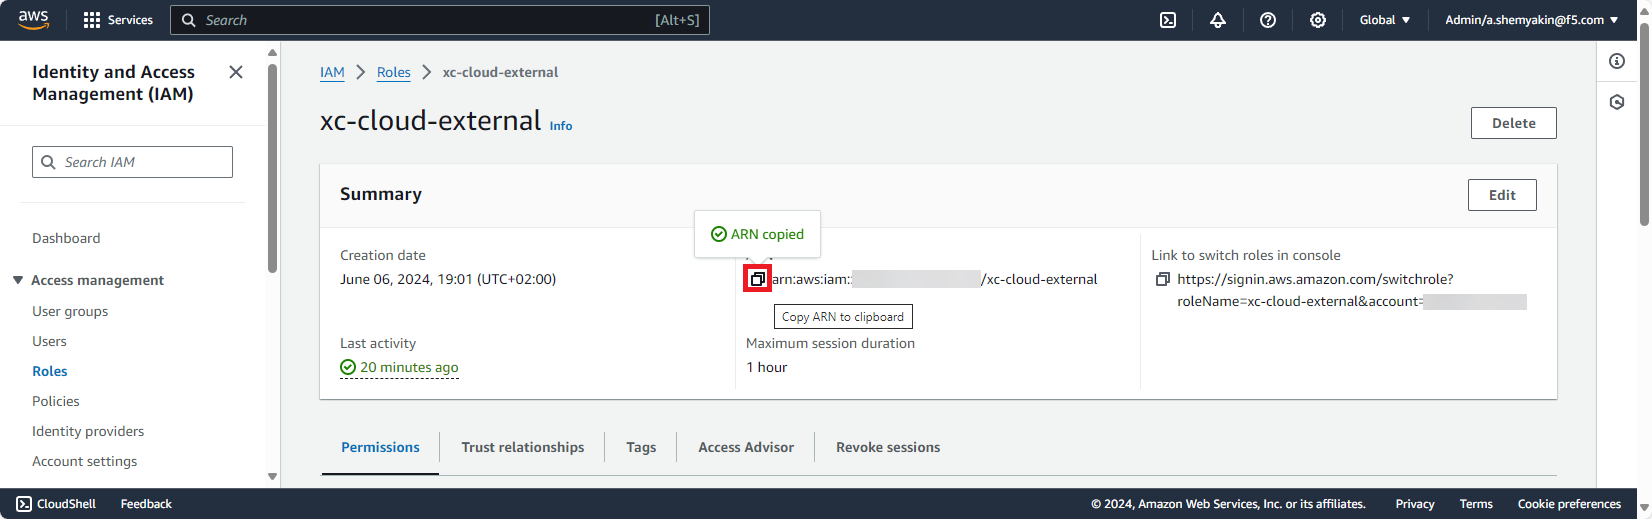 aws
Services
Search
[Alt+S]
Global
Admin/a.shemyakin@f5.com
Identity and Access
Management (IAM)
Search IAM
Dashboard
Access management
User groups
Users
Roles
Policies
Identity providers
Account settings
IAM
Roles
xc-cloud-external
xc-cloud-external
Info
Delete
Summary
Edit
ARN copied
Creation date
June 06, 2024, 19:01 (UTC+02:00)
arn:aws:iam::
/xc-cloud-external
Copy ARN to clipboard
Link to switch roles in console
https://signin.aws.amazon.com/switchrole?
roleName=xc-cloud-external&account=
Last activity
20 minutes ago
Maximum session duration
1 hour
Permissions
Trust relationships
Tags
Access Advisor
Revoke sessions
CloudShell
Feedback
© 2024, Amazon Web Services, Inc. or its affiliates.
Privacy
Terms
Cookie preferences